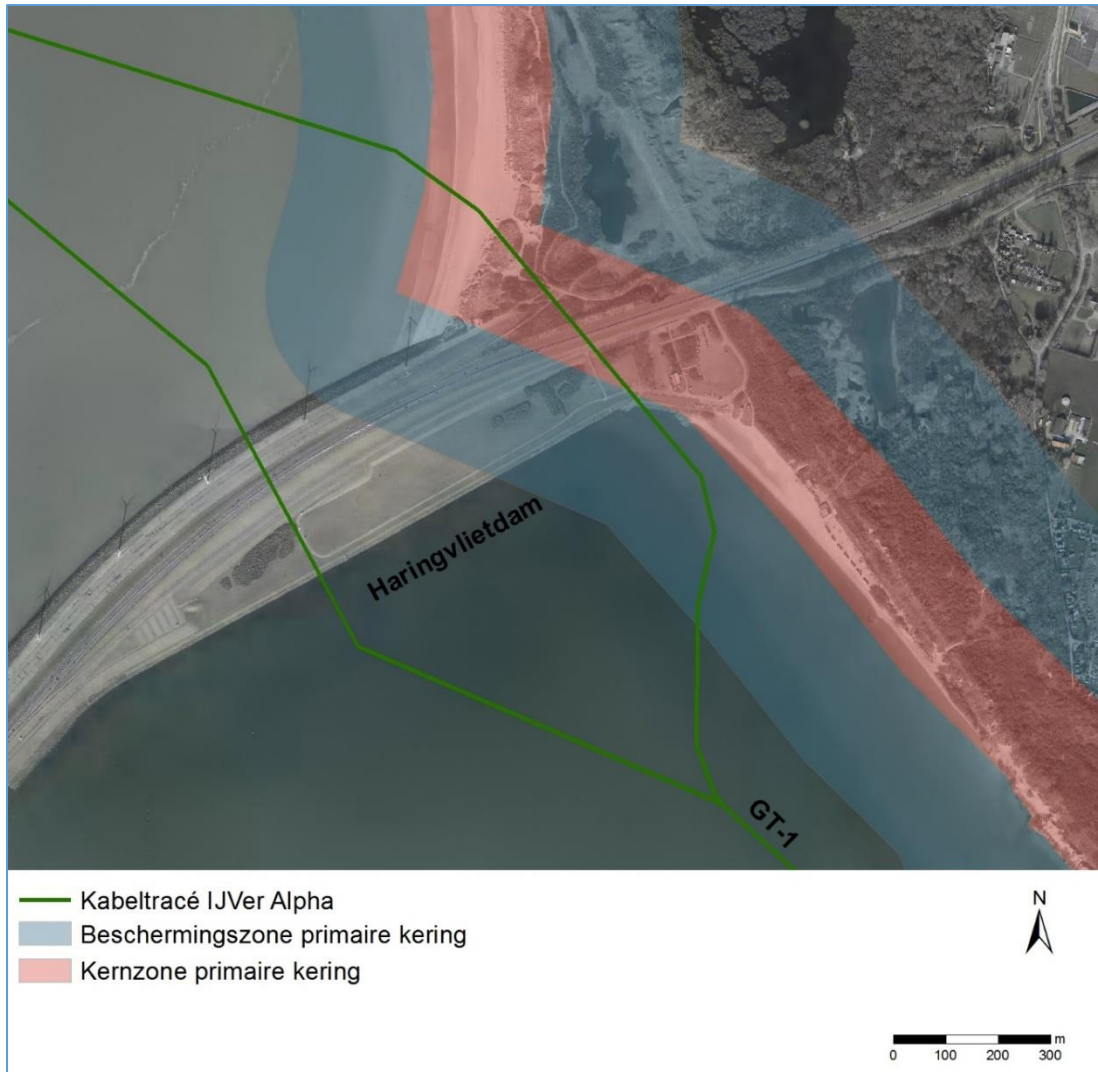 Haringvlietdam
GT-1
Kabeltracé IJVer Alpha
Beschermingszone primaire kering
Kernzone primaire kering
N
m
0 100 200 300